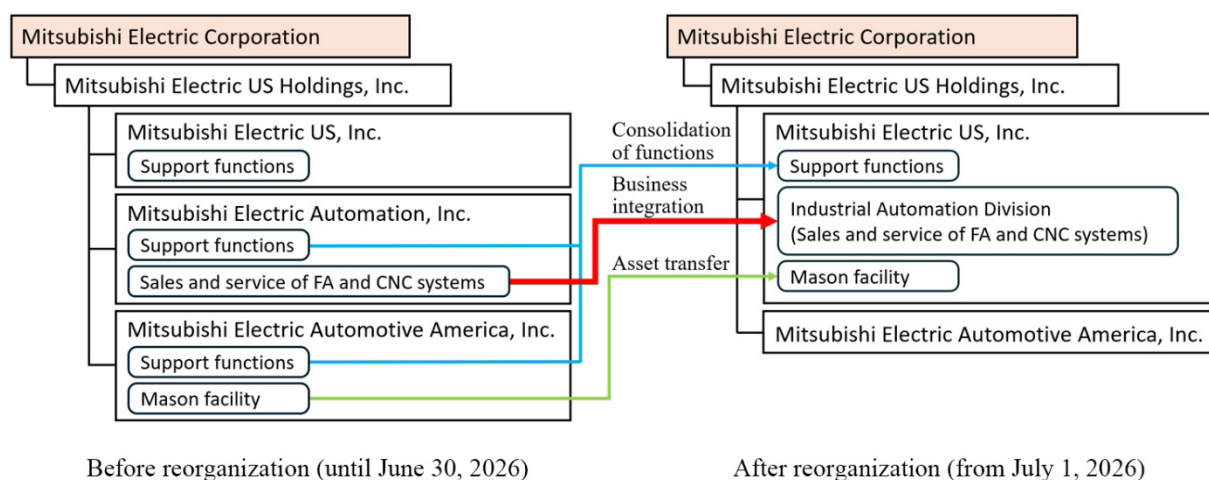 Mitsubishi Electric Corporation
Mitsubishi Electric US Holdings, Inc.
Mitsubishi Electric US, Inc.
Support functions
Mitsubishi Electric Automation, Inc.
Support functions
Sales and service of FA and CNC systems
Mitsubishi Electric Automotive America, Inc.
Support functions
Mason facility
Consolidation
of functions
Business
integration
Asset transfer
Mitsubishi Electric Corporation
Mitsubishi Electric US Holdings, Inc.
Mitsubishi Electric US, Inc.
Support functions
Industrial Automation Division
(Sales and service of FA and CNC systems)
Mason facility
Mitsubishi Electric Automotive America, Inc.
Before reorganization (until June 30, 2026)
After reorganization (from July 1, 2026)